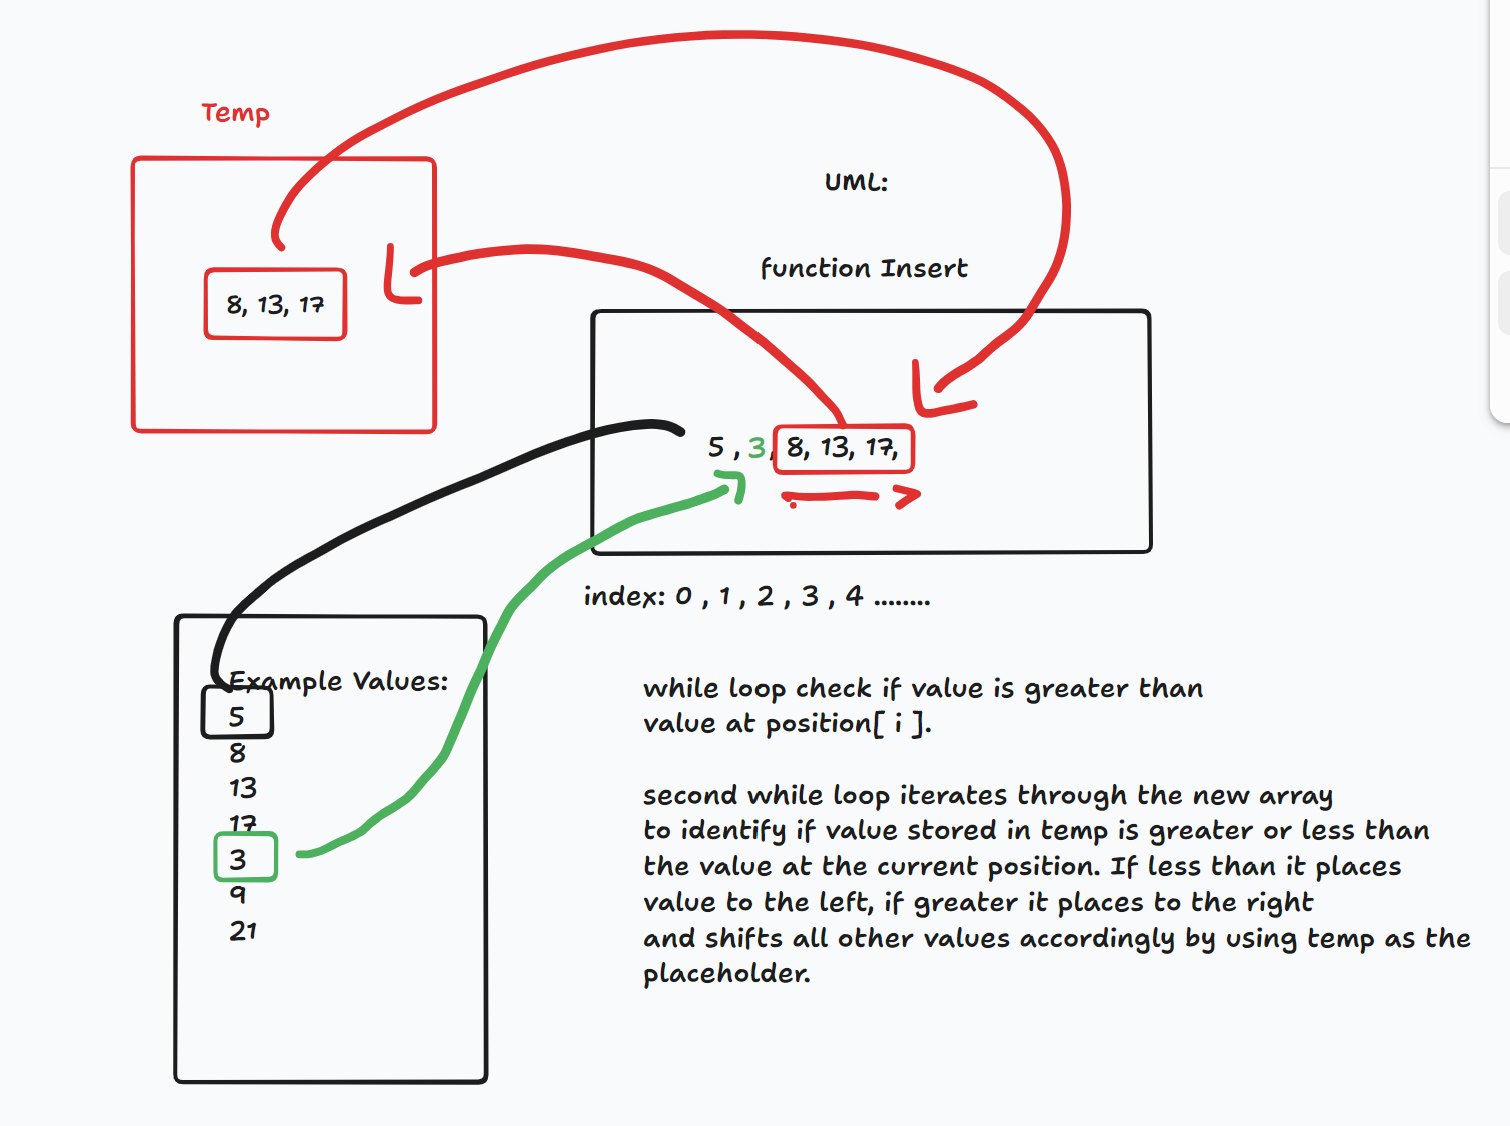 Temp
8, 13, 17
UML:
function Insert
5 , 3, 8, 13, 17,
index: 0 , 1 , 2 , 3 , 4 ........
Example Values:
5
8
13
17
3
9
21
while loop check if value is greater than
value at position[ i ].
second while loop iterates through the new array
to identify if value stored in temp is greater or less than
the value at the current position. If less than it places
value to the left, if greater it places to the right
and shifts all other values accordingly by using temp as the
placeholder.